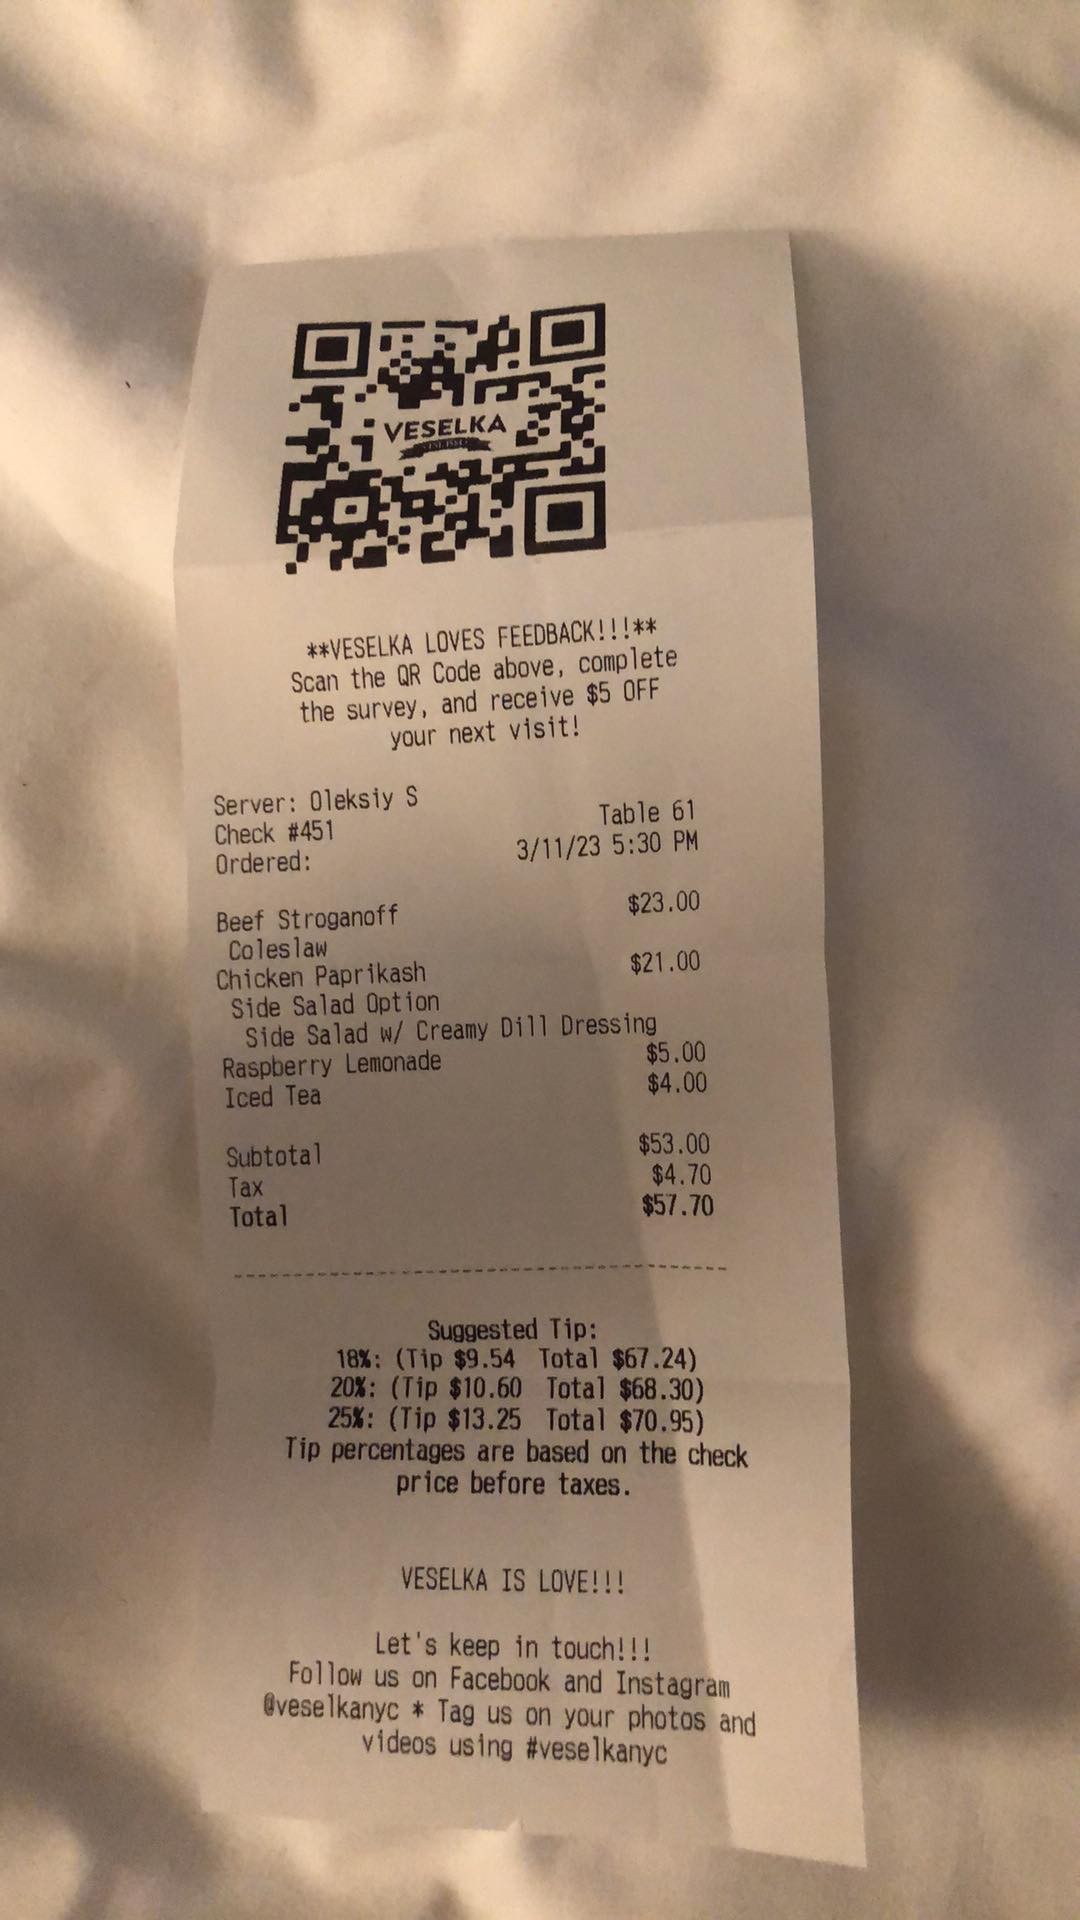 VESELKA
**VESELKA LOVES FEEDBACK!!!**
Scan the QR Code above, complete
the survey, and receive $5 OFF
your next visit!
Server: Oleksiy S
Table 61
Check #451
Ordered: 3/11/23 5:30 PM
Beef Stroganoff $23.00
Coleslaw
Chicken Paprikash $21.00
Side Salad Option
Side Salad w/ Creamy Dill Dressing
Raspberry Lemonade $5.00
Iced Tea $4.00
Subtotal $53.00
Tax $4.70
Total $57.70
Suggested Tip:
18%: (Tip $9.54 Total $67.24)
20%: (Tip $10.60 Total $68.30)
25%: (Tip $13.25 Total $70.95)
Tip percentages are based on the check
price before taxes.
VESELKA IS LOVE!!!
Let's keep in touch!!!
Follow us on Facebook and Instagram
@veselkanyc * Tag us on your photos and
videos using #veselkanyc